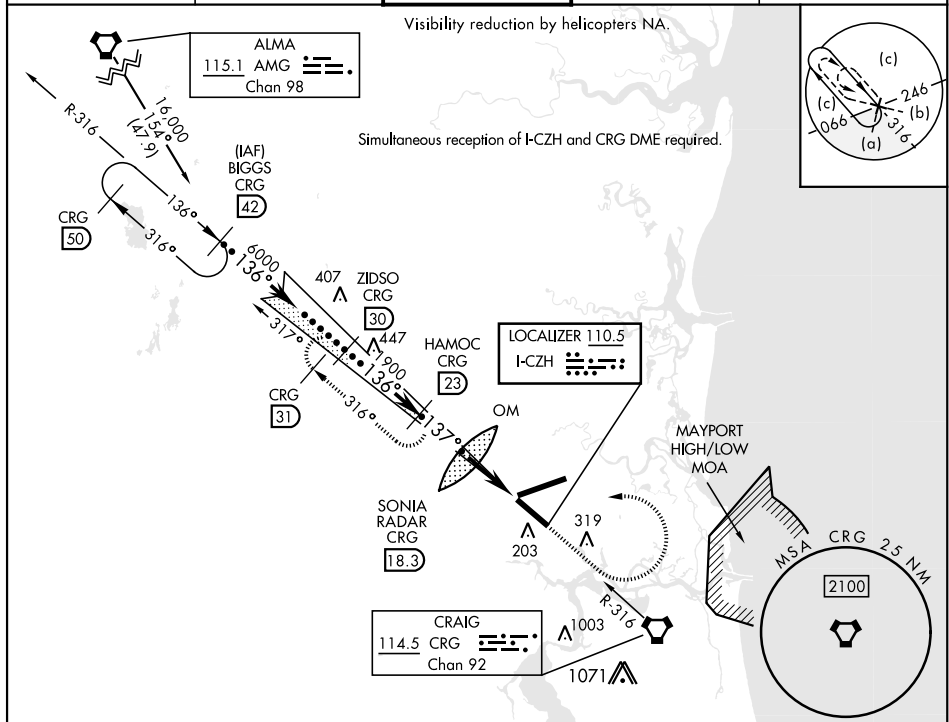 Visibility reduction by helicopters NA.
ALMA
115.1 AMG
Chan 98
Simultaneous reception of I-CZH and CRG DME required.
(c)
(c)
246
(b)
066
316
(a)
R-316
16,000
154°
(47.9)
(IAF)
BIGGS
CRG
42
CRG
50
136°
316°
6000
136°
407
ZIDSO
CRG
30
447
317°
1900
136°
HAMOC
CRG
23
CRG
31
316°
137°
OM
LOCALIZER 110.5
I-CZH
MAYPORT
HIGH/LOW
MOA
SONIA
RADAR
CRG
18.3
203
319
MSA CRG 25 NM
2100
R-316
CRAIG
114.5 CRG
Chan 92
1003
1071